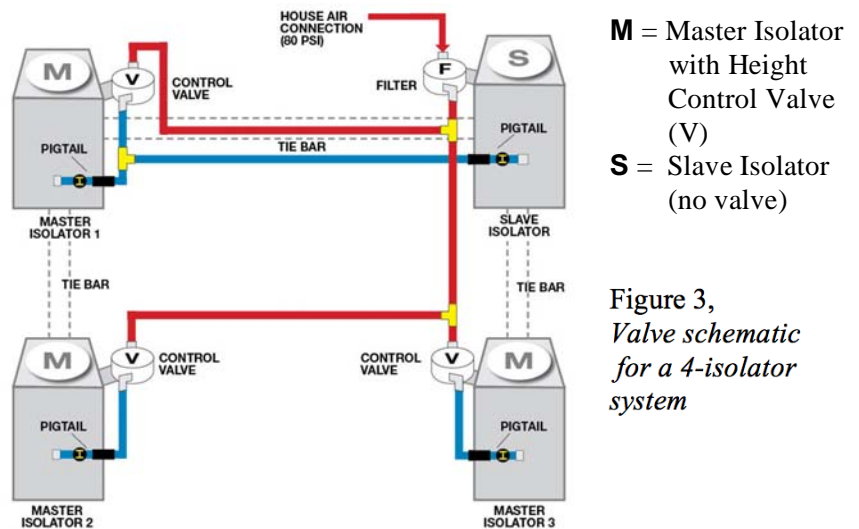 HOUSE AIR
CONNECTION
(80 PSI)
M
V
CONTROL
VALVE
FILTER
F
S
PIGTAIL
I
TIE BAR
I
MASTER
ISOLATOR 1
SLAVE
ISOLATOR
TIE BAR
TIE BAR
M
V
CONTROL
VALVE
CONTROL
VALVE
V
M
PIGTAIL
I
PIGTAIL
I
MASTER
ISOLATOR 2
MASTER
ISOLATOR 3
M = Master Isolator
with Height
Control Valve
(V)
S = Slave Isolator
(no valve)
Figure 3,
Valve schematic
for a 4-isolator
system